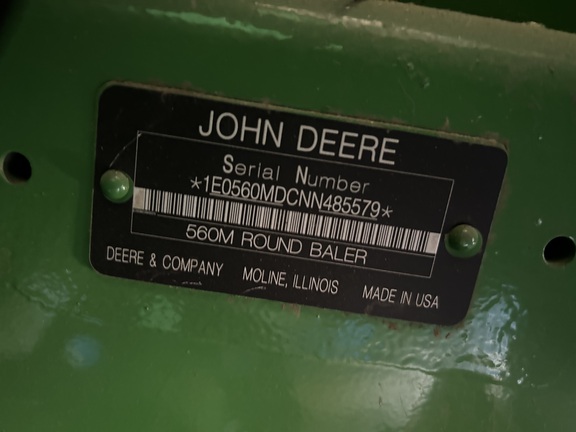 JOHN DEERE
Serial Number
*1E0560MDCNN485579*
560M ROUND BALER
DEERE & COMPANY MOLINE, ILLINOIS MADE IN USA